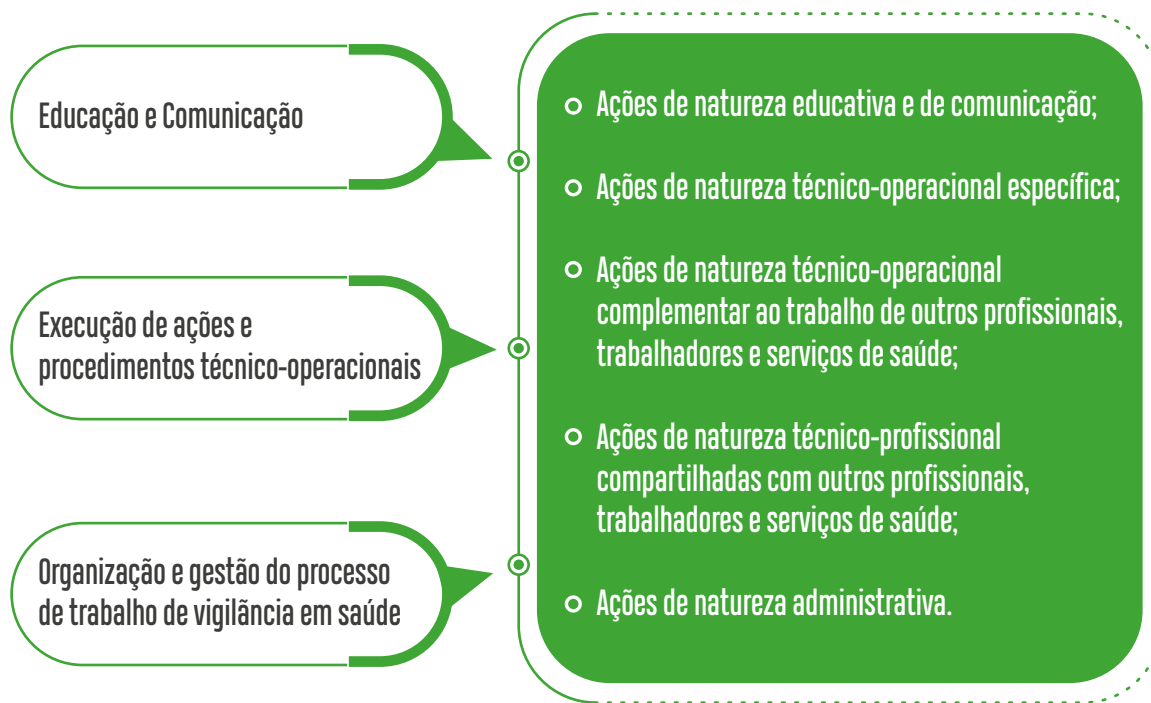 Educação e Comunicação
Execução de ações e
procedimentos técnico-operacionais
Organização e gestão do processo
de trabalho de vigilância em saúde
Ações de natureza educativa e de comunicação;
Ações de natureza técnico-operacional específica;
Ações de natureza técnico-operacional
complementar ao trabalho de outros profissionais,
trabalhadores e serviços de saúde;
Ações de natureza técnico-profissional
compartilhadas com outros profissionais,
trabalhadores e serviços de saúde;
Ações de natureza administrativa.